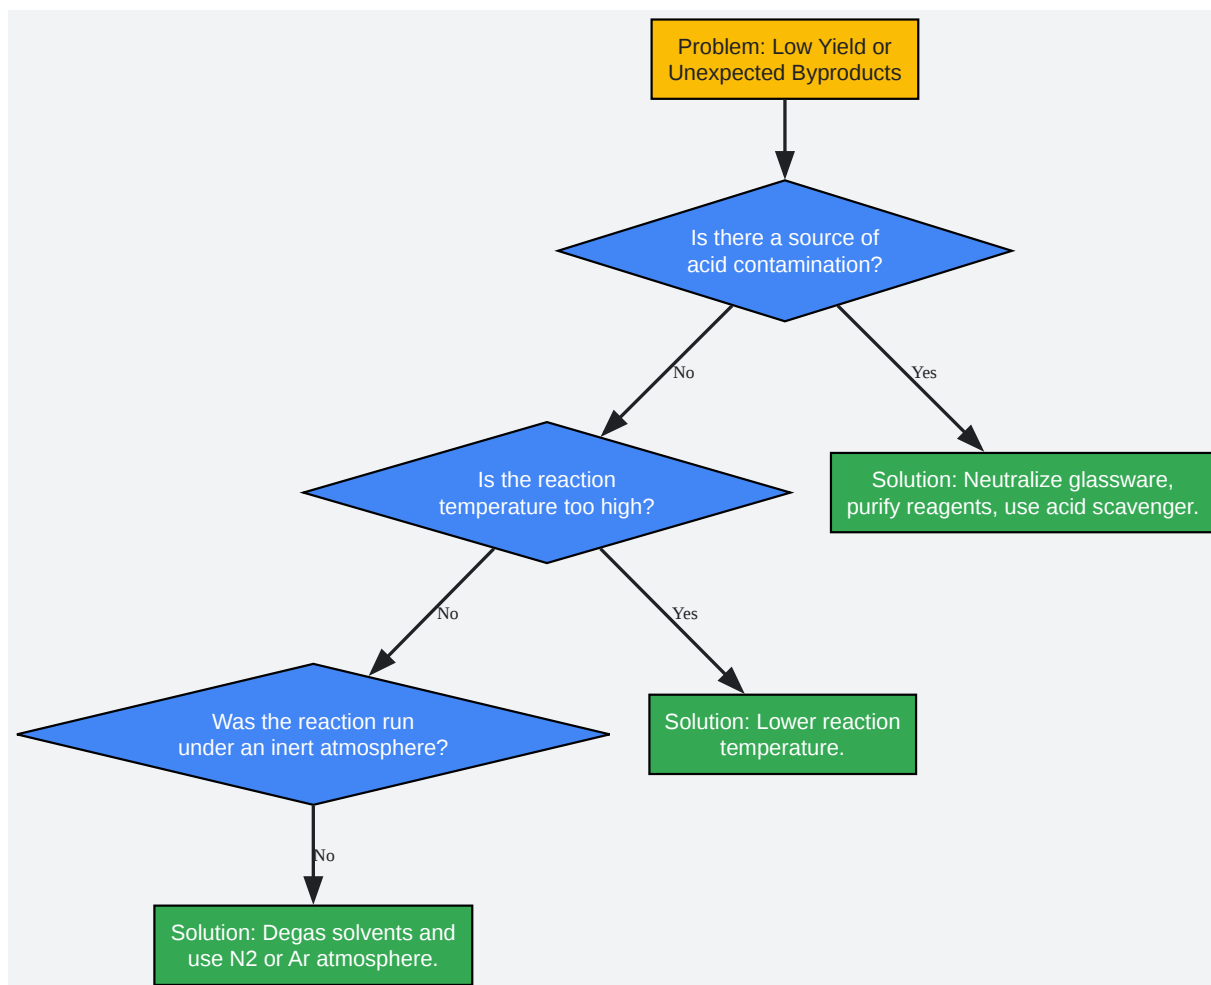 Problem: Low Yield or
Unexpected Byproducts
Is there a source of
acid contamination?
No
Yes
Is the reaction
temperature too high?
Solution: Neutralize glassware,
purify reagents, use acid scavenger.
No
Yes
Was the reaction run
under an inert atmosphere?
Solution: Lower reaction
temperature.
No
Solution: Degas solvents and
use N2 or Ar atmosphere.